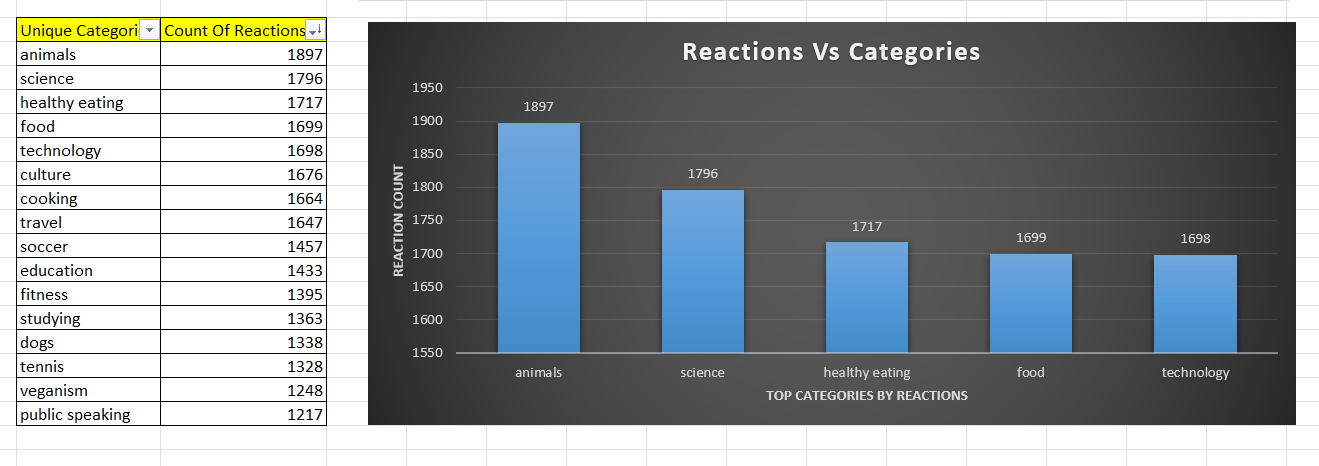 Unique Categori Count Of Reactions
animals 1897
science 1796
healthy eating 1717
food 1699
technology 1698
culture 1676
cooking 1664
travel 1647
soccer 1457
education 1433
fitness 1395
studying 1363
dogs 1338
tennis 1328
veganism 1248
public speaking 1217
Reactions Vs Categories
REACTION COUNT
1950
1900
1850
1800
1750
1700
1650
1600
1550
1897
1796
1717
1699
1698
animals science healthy eating food technology
TOP CATEGORIES BY REACTIONS